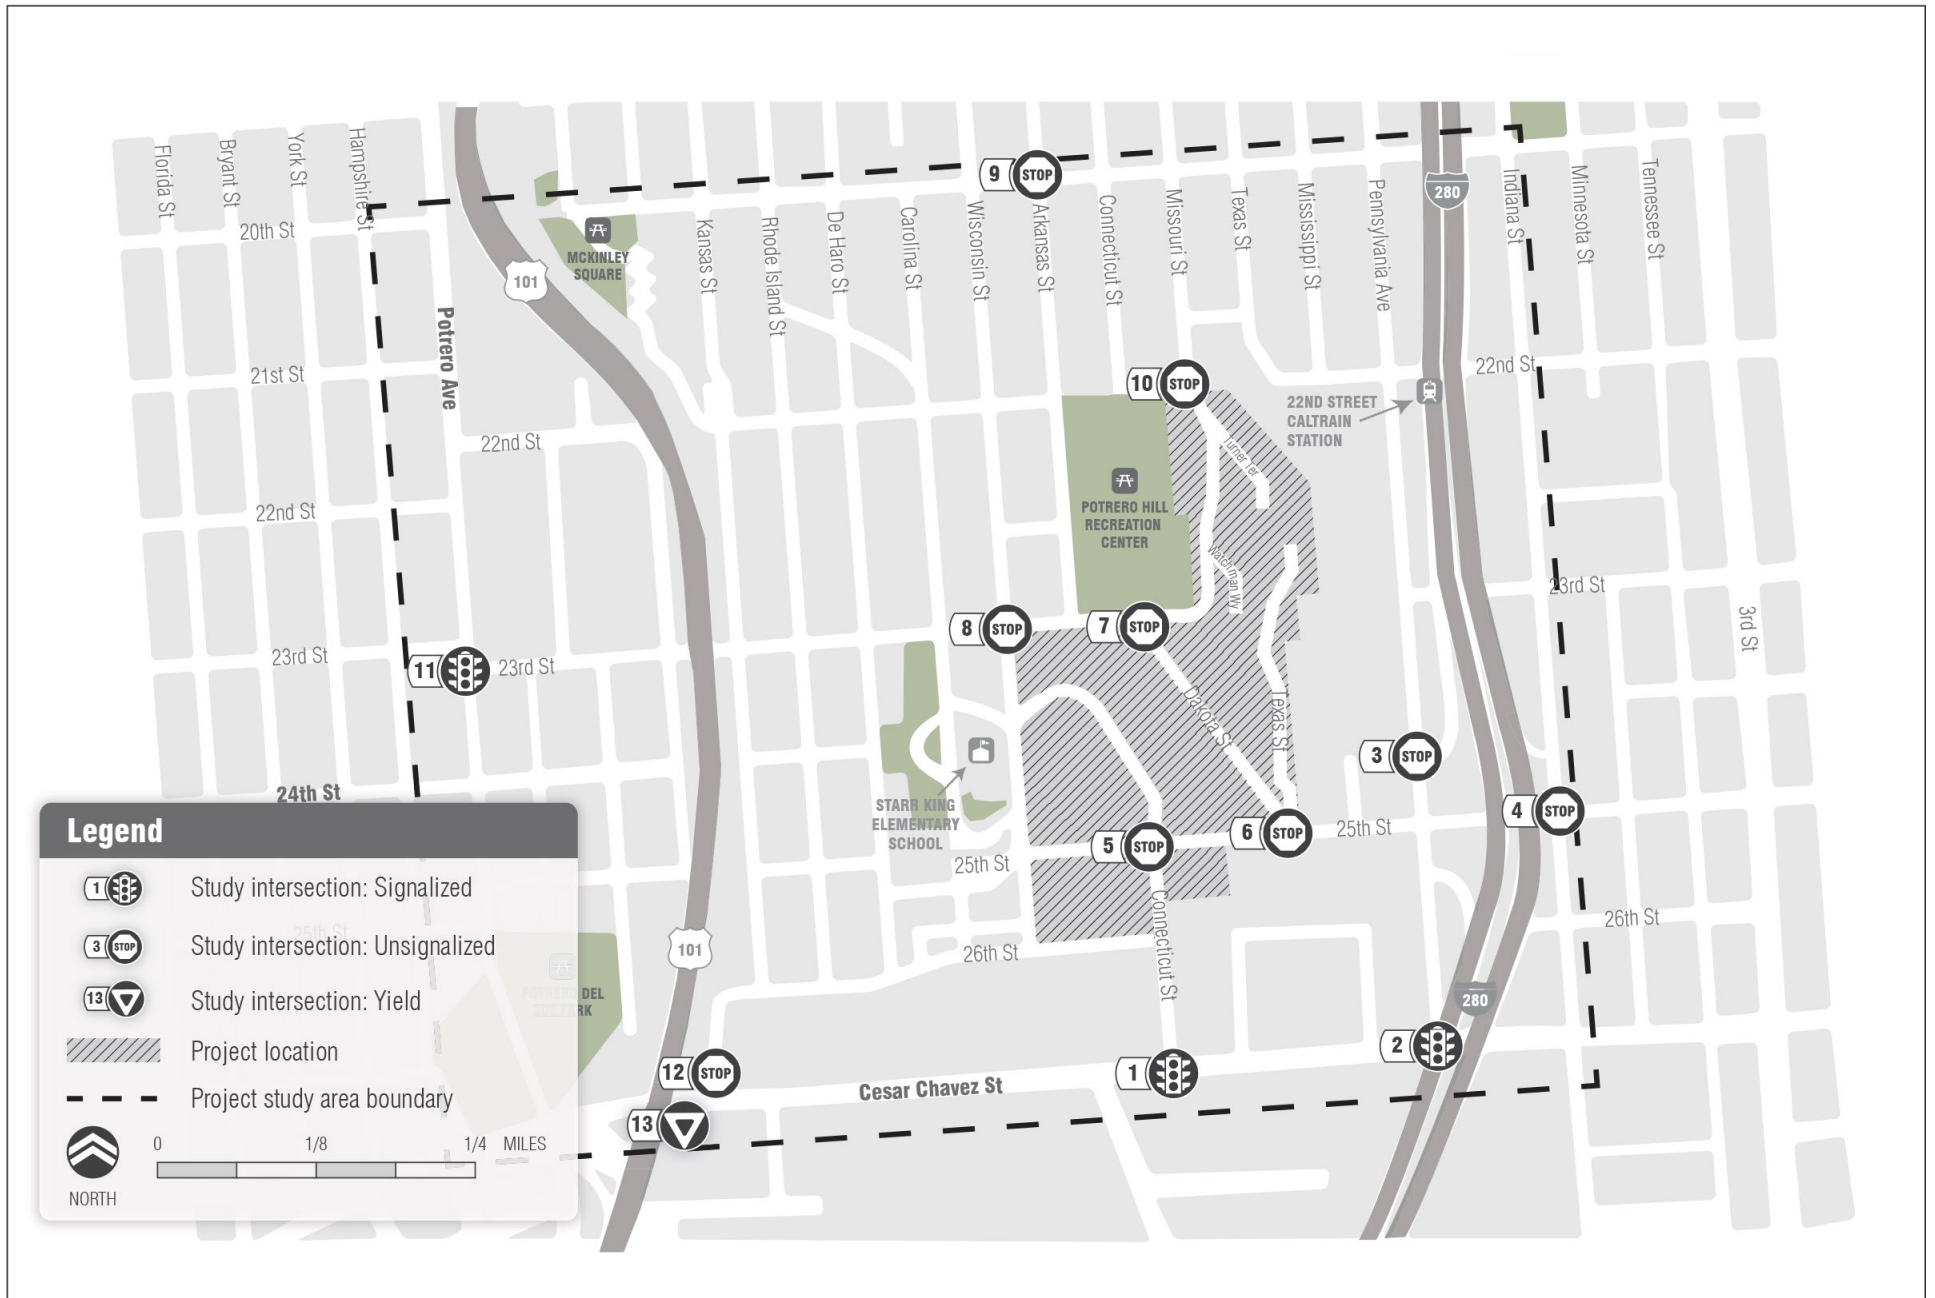 Florida St
Bryant St
York St
Hampshire St
20th St
21st St
22nd St
22nd St
23rd St
23rd St
24th St
25th St
Potrero Ave
101
MCKINLEY
SQUARE
Kansas St
Rhode Island St
De Haro St
Carolina St
Wisconsin St
Arkansas St
Connecticut St
Missouri St
Texas St
Mississippi St
Pennsylvania Ave
280
Indiana St
Minnesota St
Tennessee St
9
STOP
10
STOP
22nd St
22ND STREET
CALTRAIN
STATION
Turner Ter
POTRERO HILL
RECREATION
CENTER
Watchman Wy
23rd St
3rd St
8
STOP
7
STOP
11
Dakota St
Texas St
3
STOP
4
STOP
STARR KING
ELEMENTARY
SCHOOL
5
STOP
6
STOP
25th St
25th St
26th St
26th St
Connecticut St
101
280
2
1
12
STOP
13
Cesar Chavez St
DEL
RK
Legend
1
Study intersection: Signalized
3
STOP
Study intersection: Unsignalized
13
Study intersection: Yield
Project location
Project study area boundary
0
1/8
1/4
MILES
NORTH